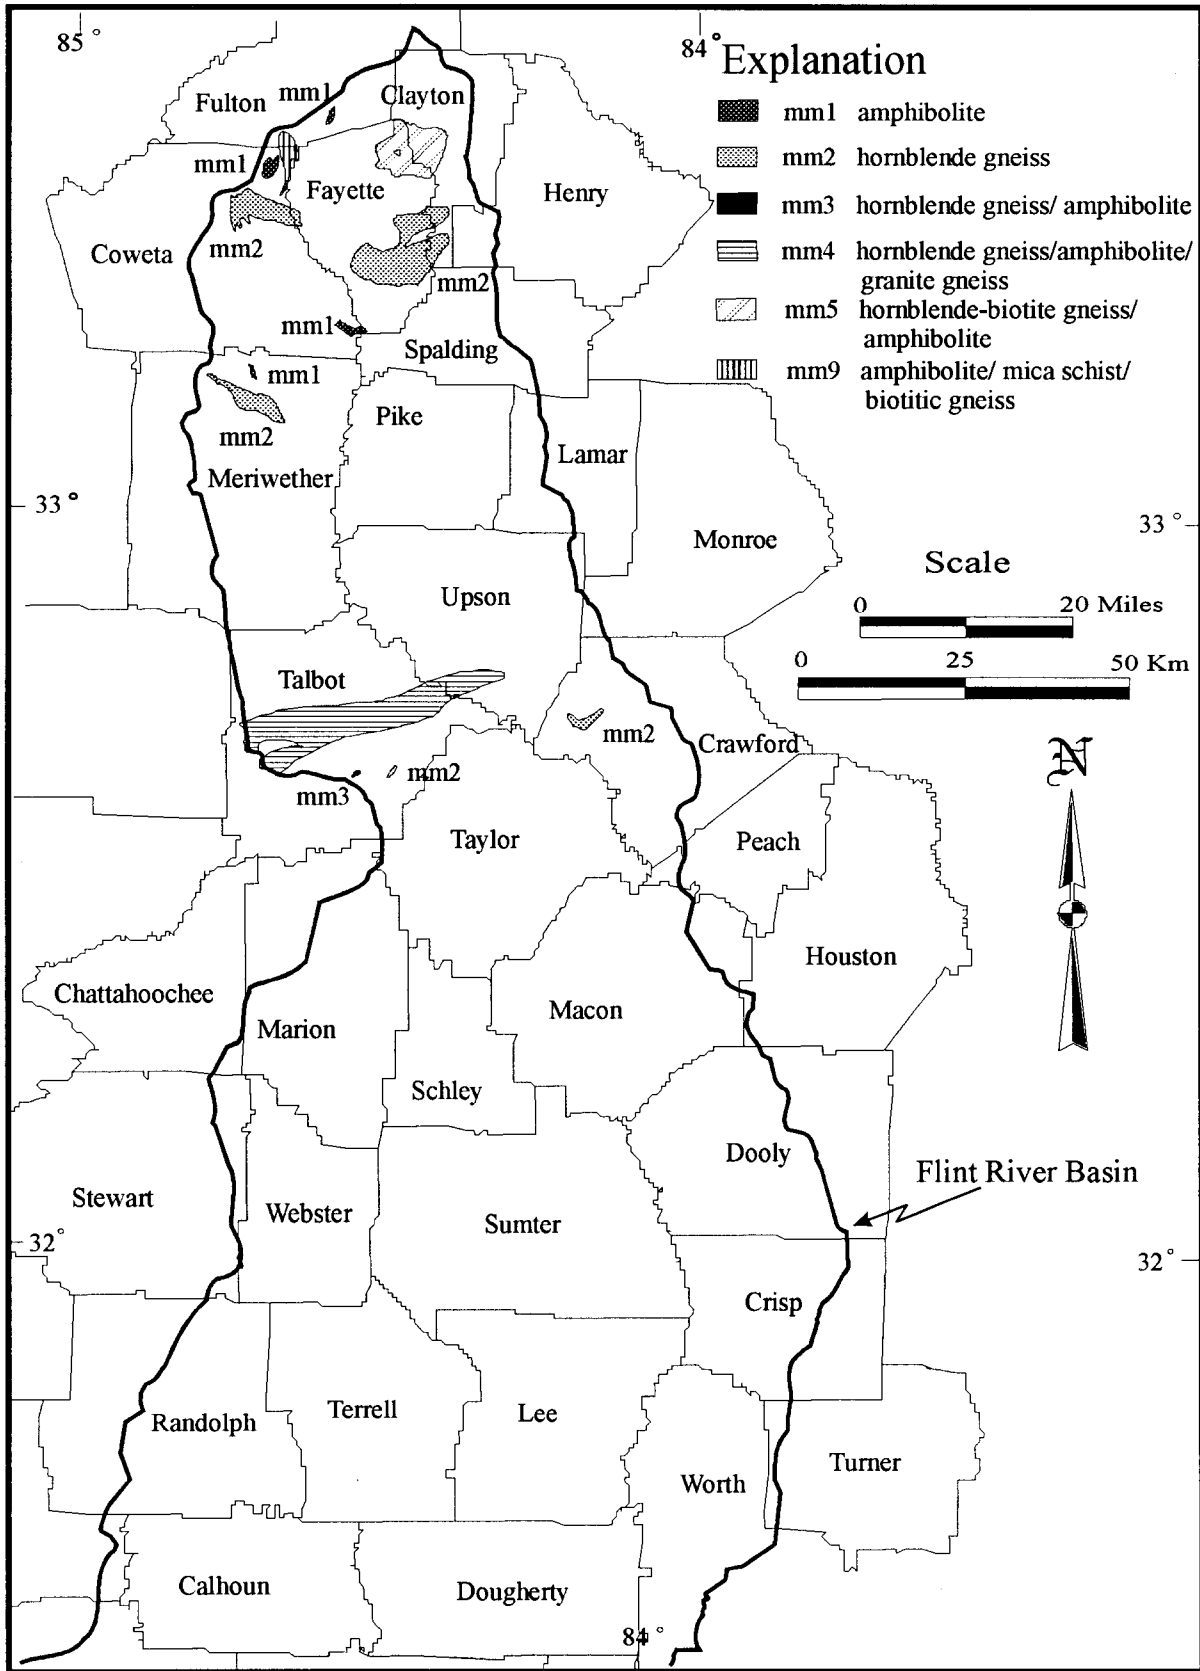 85°
84°
Explanation
mm1 amphibolite
mm2 hornblende gneiss
mm3 hornblende gneiss/ amphibolite
mm4 hornblende gneiss/amphibolite/
granite gneiss
mm5 hornblende-biotite gneiss/
amphibolite
mm9 amphibolite/ mica schist/
biotitic gneiss
Fulton
mm1
Clayton
mm1
Fayette
Henry
Coweta
mm2
mm2
mm1
Spalding
mm1
mm2
Pike
Lamar
Meriwether
33°
33°
Monroe
Upson
Scale
0 20 Miles
0 25 50 Km
Talbot
mm2
Crawford
N
mm2
mm3
Taylor
Peach
Houston
Chattahoochee
Marion
Macon
Schley
Dooly
Flint River Basin
Stewart
Webster
Sumter
32°
32°
Crisp
Randolph
Terrell
Lee
Worth
Turner
Calhoun
Dougherty
84°